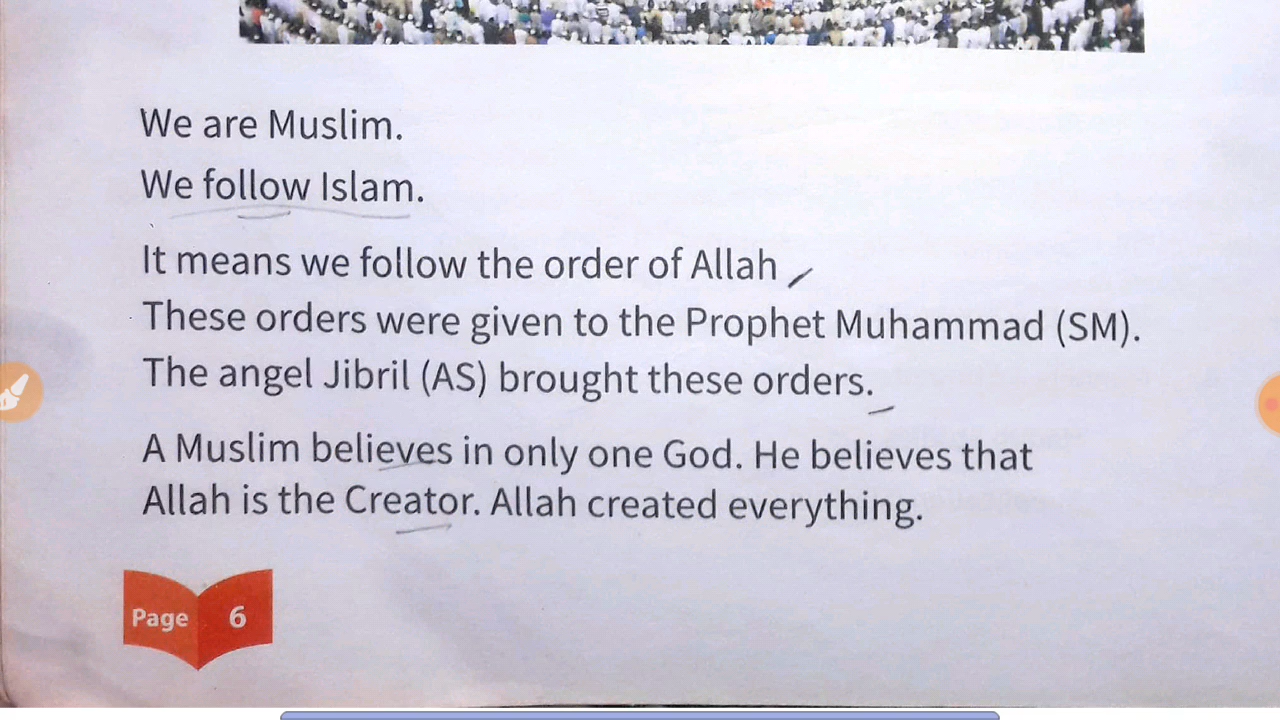 We are Muslim.
We follow Islam.
It means we follow the order of Allah
These orders were given to the Prophet Muhammad (SM).
The angel Jibril (AS) brought these orders.
A Muslim believes in only one God. He believes that
Allah is the Creator. Allah created everything.
Page 6